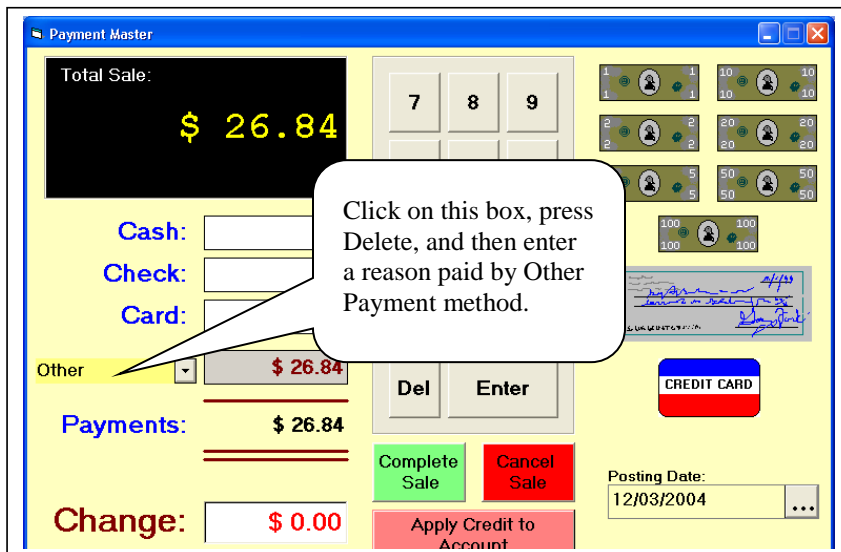 Payment Master
Total Sale:
$ 26.84
7 8 9
1 1
1 1
10 10
10 10
2 2
2 2
20 20
20 20
5
5
50 50
50 50
100 100
100 100
Click on this box, press
Delete, and then enter
a reason paid by Other
Payment method.
Cash:
Check:
Card:
Other
$ 26.84
Payments:
$ 26.84
Change:
$ 0.00
Del
Enter
Complete
Sale
Cancel
Sale
Apply Credit to
Account
CREDIT CARD
Posting Date:
12/03/2004
...